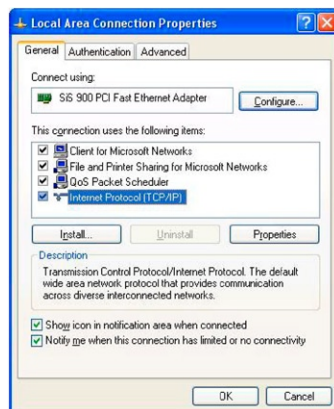 Local Area Connection Properties
General Authentication Advanced
Connect using:
SiS 900 PCI Fast Ethernet Adapter
Configure...
This connection uses the following items:
Client for Microsoft Networks
File and Printer Sharing for Microsoft Networks
QoS Packet Scheduler
Internet Protocol (TCP/IP)
Install... Uninstall Properties
Description
Transmission Control Protocol/Internet Protocol. The default
wide area network protocol that provides communication
across diverse interconnected networks.
Show icon in notification area when connected
Notify me when this connection has limited or no connectivity
OK Cancel